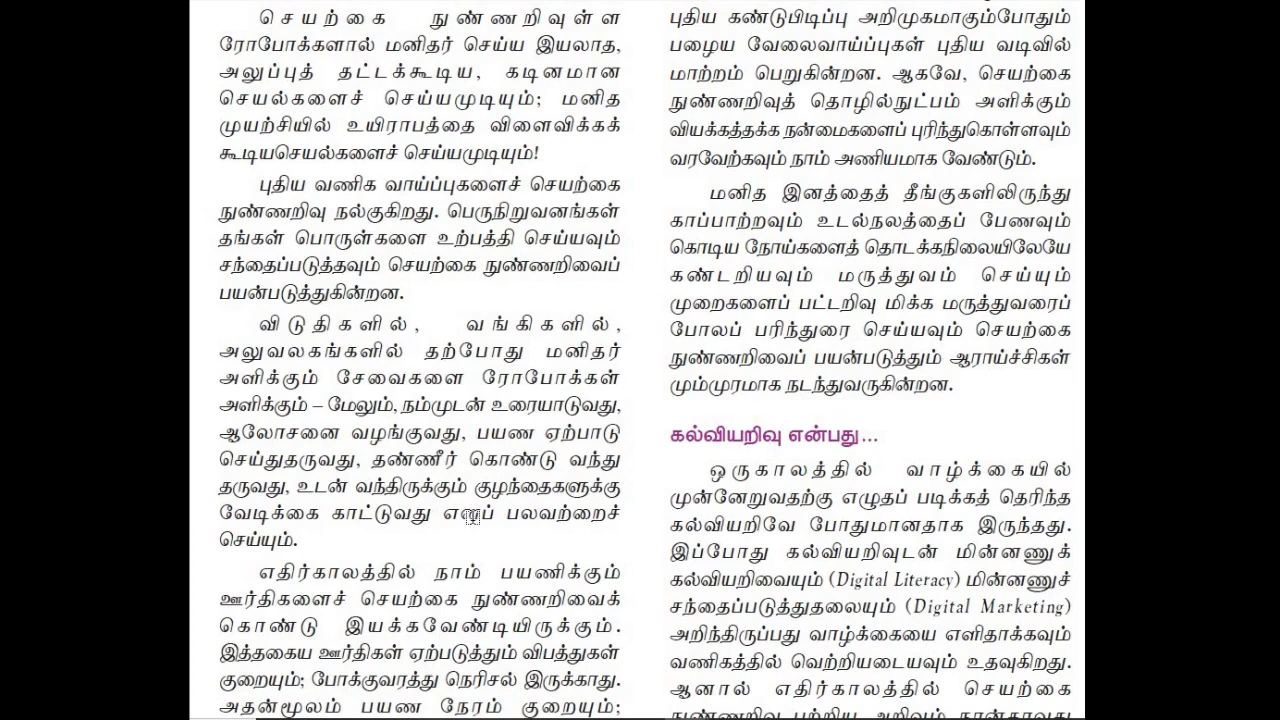 செயற்கை நுண்ணறிவுள்ள
ரோபோக்களால் மனிதர் செய்ய இயலாத,
அலுப்புத் தட்டக்கூடிய, கடினமான
செயல்களைச் செய்யமுடியும்; மனித
முயற்சியில் உயிராபத்தை விளைவிக்கக்
கூடியசெயல்களைச் செய்யமுடியும்!
புதிய வணிக வாய்ப்புகளைச் செயற்கை
நுண்ணறிவு நல்குகிறது. பெருநிறுவனங்கள்
தங்கள் பொருள்களை உற்பத்தி செய்யவும்
சந்தைப்படுத்தவும் செயற்கை நுண்ணறிவைப்
பயன்படுத்துகின்றன.
விடுதிகளில், வங்கிகளில்,
அலுவலகங்களில் தற்போது மனிதர்
அளிக்கும் சேவைகளை ரோபோக்கள்
அளிக்கும் – மேலும், நம்முடன் உரையாடுவது,
ஆலோசனை வழங்குவது, பயண ஏற்பாடு
செய்துதருவது, தண்ணீர் கொண்டு வந்து
தருவது, உடன் வந்திருக்கும் குழந்தைகளுக்கு
வேடிக்கை காட்டுவது எனப் பலவற்றைச்
செய்யும்.
எதிர்காலத்தில் நாம் பயணிக்கும்
ஊர்திகளைச் செயற்கை நுண்ணறிவைக்
கொண்டு இயக்கவேண்டியிருக்கும்.
இத்தகைய ஊர்திகள் ஏற்படுத்தும் விபத்துகள்
குறையும்; போக்குவரத்து நெரிசல் இருக்காது.
அதன்மூலம் பயண நேரம் குறையும்;
புதிய கண்டுபிடிப்பு அறிமுகமாகும்போதும்
பழைய வேலைவாய்ப்புகள் புதிய வடிவில்
மாற்றம் பெறுகின்றன. ஆகவே, செயற்கை
நுண்ணறிவுத் தொழில்நுட்பம் அளிக்கும்
வியக்கத்தக்க நன்மைகளைப் புரிந்துகொள்ளவும்
வரவேற்கவும் நாம் அணியமாக வேண்டும்.
மனித இனத்தைத் தீங்குகளிலிருந்து
காப்பாற்றவும் உடல்நலத்தைப் பேணவும்
கொடிய நோய்களைத் தொடக்கநிலையிலேயே
கண்டறியவும் மருத்துவம் செய்யும்
முறைகளைப் பட்டறிவு மிக்க மருத்துவரைப்
போலப் பரிந்துரை செய்யவும் செயற்கை
நுண்ணறிவைப் பயன்படுத்தும் ஆராய்ச்சிகள்
மும்முரமாக நடந்துவருகின்றன.
கல்வியறிவு என்பது...
ஒருகாலத்தில் வாழ்க்கையில்
முன்னேறுவதற்கு எழுதப் படிக்கத் தெரிந்த
கல்வியறிவே போதுமானதாக இருந்தது.
இப்போது கல்வியறிவுடன் மின்னணுக்
கல்வியறிவையும் (Digital Literacy) மின்னணுச்
சந்தைப்படுத்துதலையும் (Digital Marketing)
அறிந்திருப்பது வாழ்க்கையை எளிதாக்கவும்
வணிகத்தில் வெற்றியடையவும் உதவுகிறது.
ஆனால் எதிர்காலத்தில் செயற்கை
நுண்ணறிவு பற்றிய அறிவும்